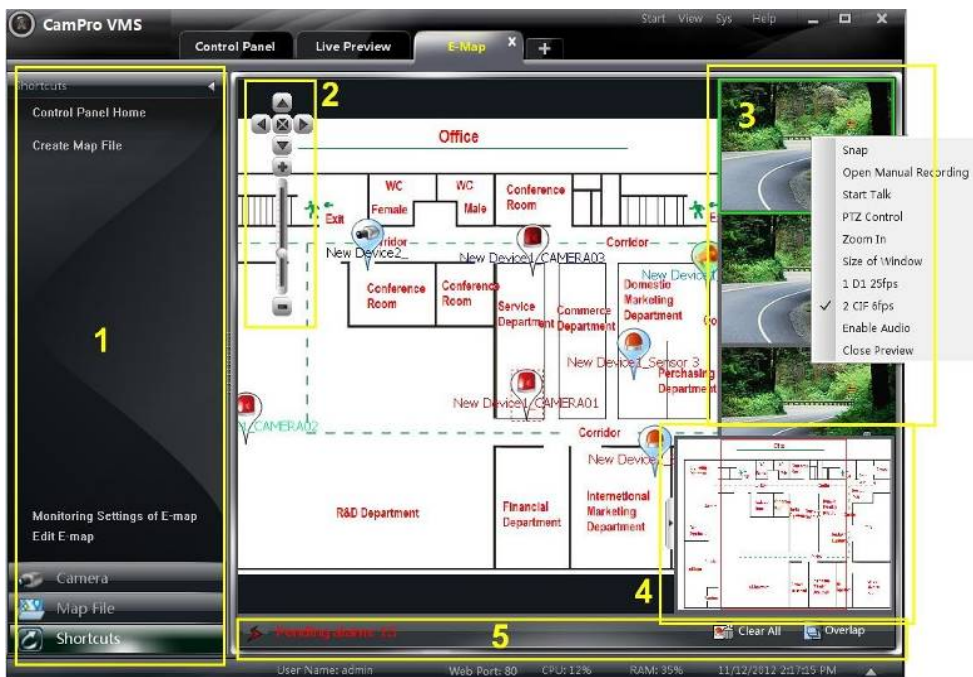 CamPro VMS
Start View Sys Help
Control Panel
Live Preview
E-Map X
Shortcuts
Control Panel Home
Create Map File
1
Monitoring Settings of E-map
Edit E-map
Camera
Map File
Shortcuts
2
Office
WC
Female
WC
Male
Conference
Room
Exit
Corridor
New Device2_
New Device1_CAMERA03
Corridor
Conference
Room
Conference
Room
Service
Department
Commerce
Department
Domestic
Marketing
Department
New Device1_Sensor 3
Perchasing
Department
New Device1_CAMERA01
_CAMERA02
Corridor
R&D Department
Financial
Department
Internetional
Marketing
Department
3
Snap
Open Manual Recording
Start Talk
PTZ Control
Zoom In
Size of Window
1 D1 25fps
2 CIF 6fps
Enable Audio
Close Preview
4
Pending alarm: 15
5
Clear All
Overlap
User Name: admin
Web Port: 80
CPU: 12%
RAM: 35%
11/12/2012 2:17:15 PM